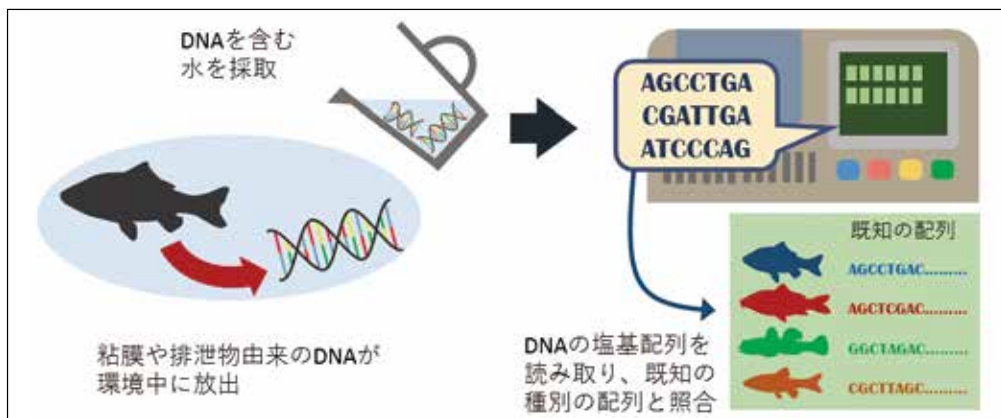 DNAを含む
水を採取
AGCCTGA
CGATTGA
ATCCCAG
既知の配列
AGCCTGAC..........
AGCTCGAC..........
GGCTAGAC..........
CGCTTAGC..........
粘膜や排泄物由来のDNAが
環境中に放出
DNAの塩基配列を
読み取り、既知の
種別の配列と照合